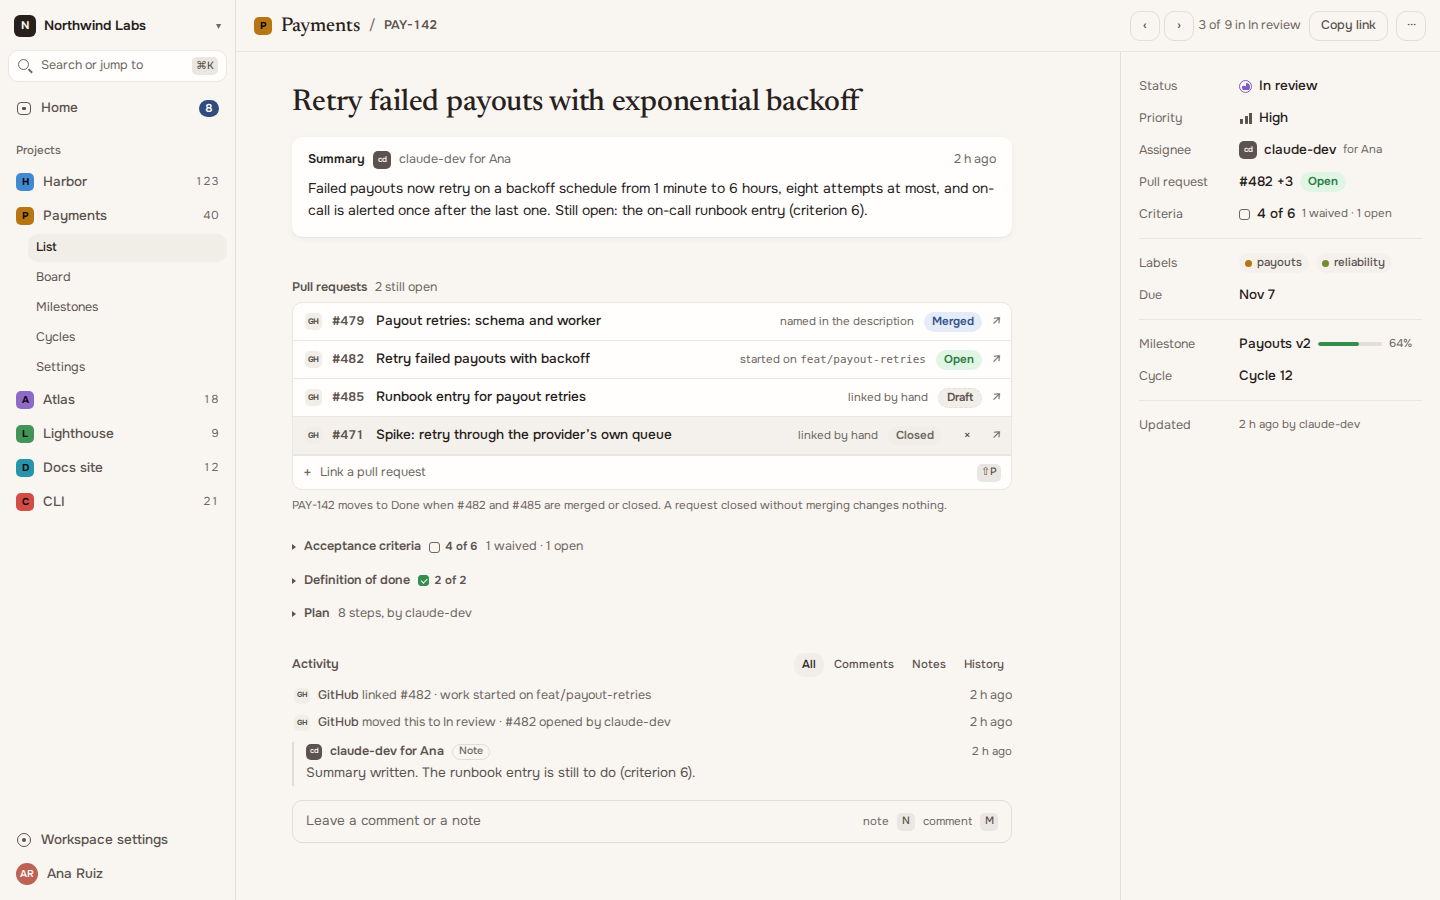 N Northwind Labs ▾
Search or jump to ⌘K
Home 8
Projects
H Harbor 123
P Payments 40
List
Board
Milestones
Cycles
Settings
A Atlas 18
L Lighthouse 9
D Docs site 12
C CLI 21
Workspace settings
AR Ana Ruiz
P Payments / PAY-142
‹ › 3 of 9 in In review Copy link ···
Retry failed payouts with exponential backoff
Summary cd claude-dev for Ana 2 h ago
Failed payouts now retry on a backoff schedule from 1 minute to 6 hours, eight attempts at most, and on-
call is alerted once after the last one. Still open: the on-call runbook entry (criterion 6).
Pull requests 2 still open
GH #479 Payout retries: schema and worker named in the description Merged ↗
GH #482 Retry failed payouts with backoff started on feat/payout-retries Open ↗
GH #485 Runbook entry for payout retries linked by hand Draft ↗
GH #471 Spike: retry through the provider's own queue linked by hand Closed × ↗
+ Link a pull request ⇧P
PAY-142 moves to Done when #482 and #485 are merged or closed. A request closed without merging changes nothing.
Acceptance criteria 4 of 6 1 waived · 1 open
Definition of done 2 of 2
Plan 8 steps, by claude-dev
Activity All Comments Notes History
GH GitHub linked #482 · work started on feat/payout-retries 2 h ago
GH GitHub moved this to In review · #482 opened by claude-dev 2 h ago
cd claude-dev for Ana Note 2 h ago
Summary written. The runbook entry is still to do (criterion 6).
Leave a comment or a note note N comment M
Status In review
Priority High
Assignee cd claude-dev for Ana
Pull request #482 +3 Open
Criteria 4 of 6 1 waived · 1 open
Labels payouts reliability
Due Nov 7
Milestone Payouts v2 64%
Cycle Cycle 12
Updated 2 h ago by claude-dev